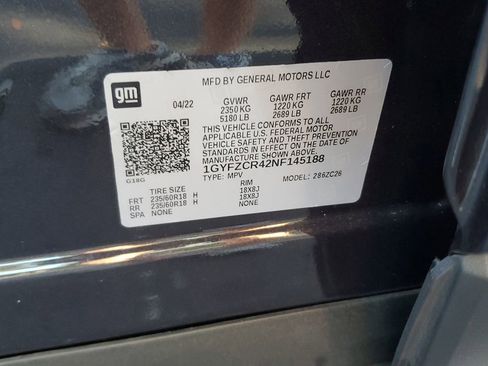 gm
MFD BY GENERAL MOTORS LLC
04/22 GVWR GAWR FRT GAWR RR
2350 KG 1220 KG 1220 KG
5180 LB 2689 LB 2689 LB
THIS VEHICLE CONFORMS TO ALL
APPLICABLE U.S. FEDERAL MOTOR
VEHICLE SAFETY AND THEFT PREVENTION
STANDARDS IN EFFECT ON THE DATE OF
MANUFACTURE SHOWN ABOVE.
1GYFZCR42NF145188
G18G TYPE: MPV MODEL: 286ZC26
TIRE SIZE RIM
FRT 235/60R18 H 18X8J
RR 235/60R18 H 18X8J
SPA NONE NONE